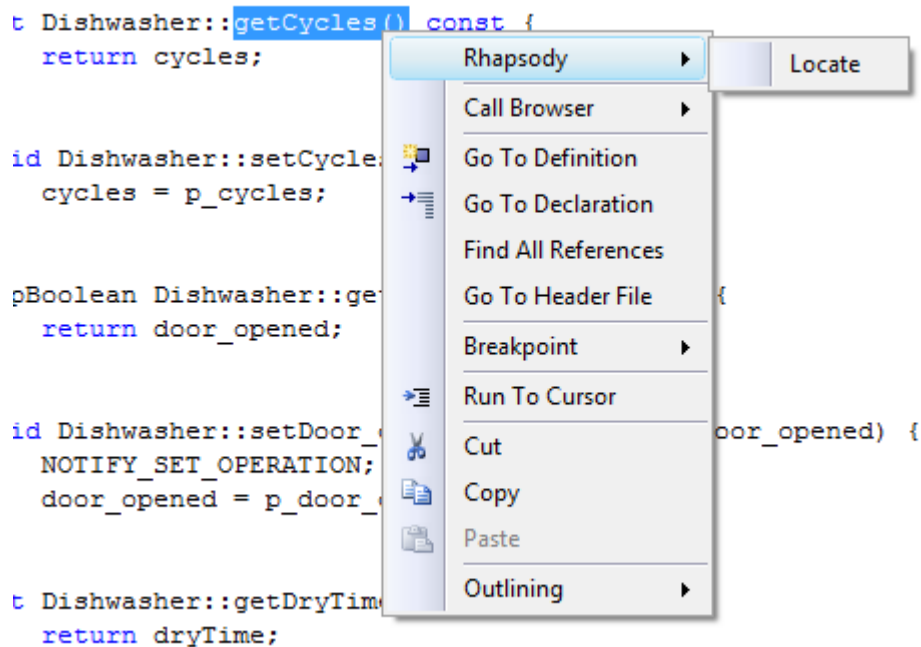 t Dishwasher::getCycles() const {
return cycles;
Rhapsody
Locate
Call Browser
id Dishwasher::setCycle
Go To Definition
cycles = p_cycles;
Go To Declaration
Find All References
pBoolean Dishwasher::get
Go To Header File
{
return door_opened;
Breakpoint
Run To Cursor
id Dishwasher::setDoor_
oor_opened) {
Cut
NOTIFY_SET_OPERATION;
door_opened = p_door_
Copy
Paste
Outlining
t Dishwasher::getDryTim
return dryTime;